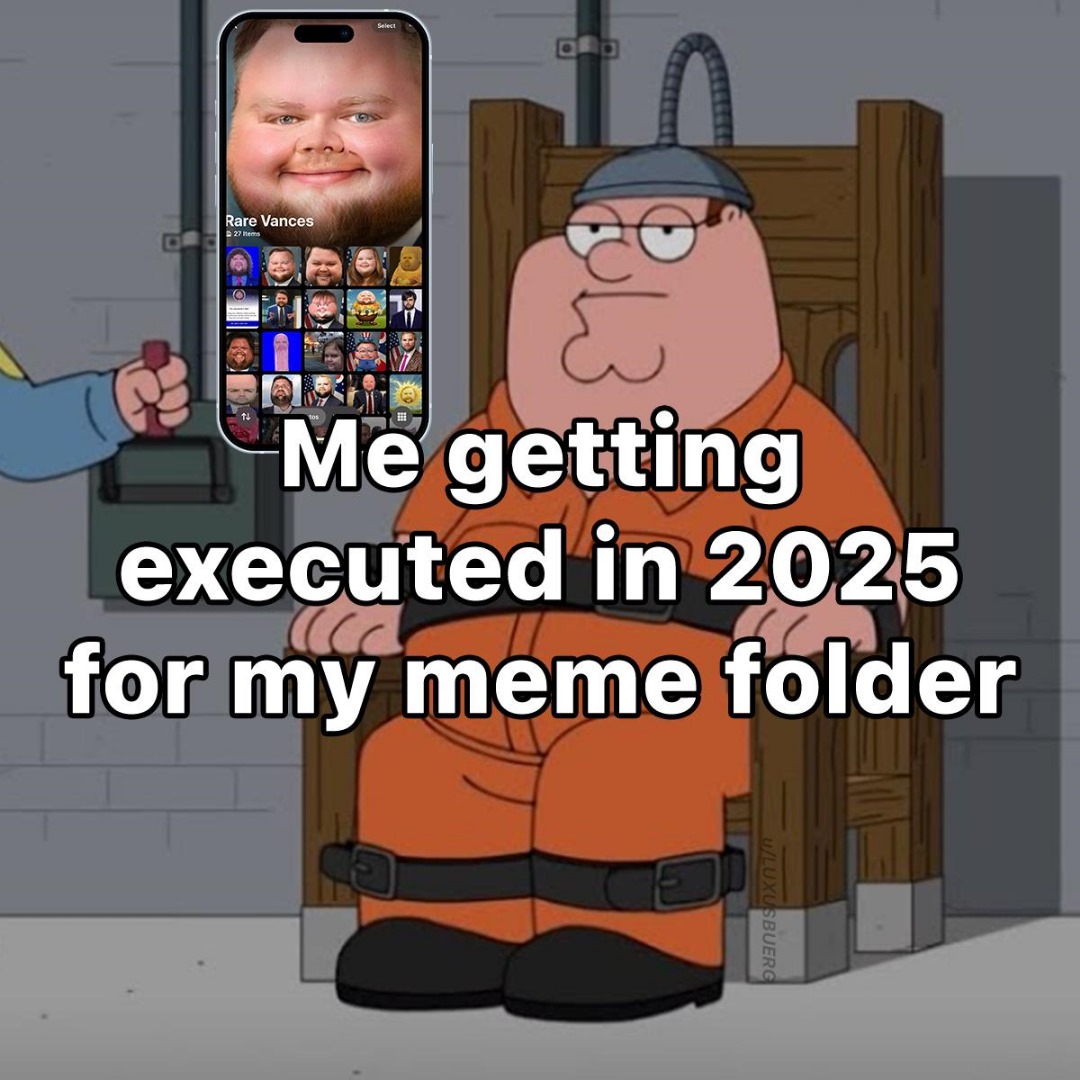 Select
Rare Vances
27 Items
Me getting
executed in 2025
for my meme folder
u/LUXUSBUERG